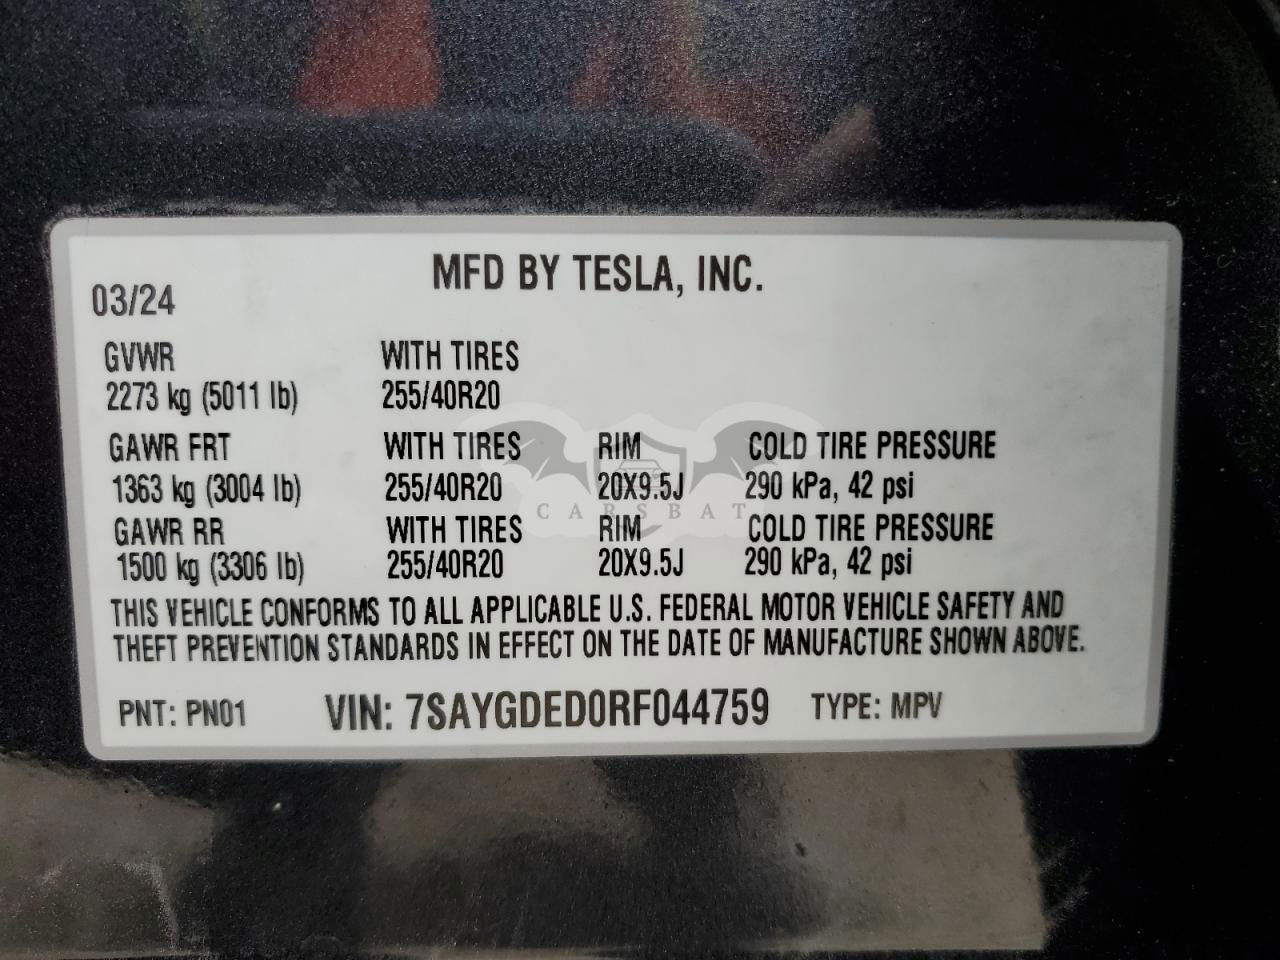 MFD BY TESLA, INC.
03/24
GVWR WITH TIRES
2273 kg (5011 lb) 255/40R20
GAWR FRT WITH TIRES RIM COLD TIRE PRESSURE
1363 kg (3004 lb) 255/40R20 20X9.5J 290 kPa, 42 psi
CARSBAT
GAWR RR WITH TIRES RIM COLD TIRE PRESSURE
1500 kg (3306 lb) 255/40R20 20X9.5J 290 kPa, 42 psi
THIS VEHICLE CONFORMS TO ALL APPLICABLE U.S. FEDERAL MOTOR VEHICLE SAFETY AND
THEFT PREVENTION STANDARDS IN EFFECT ON THE DATE OF MANUFACTURE SHOWN ABOVE.
PNT: PN01 VIN: 7SAYGDED0RF044759 TYPE: MPV